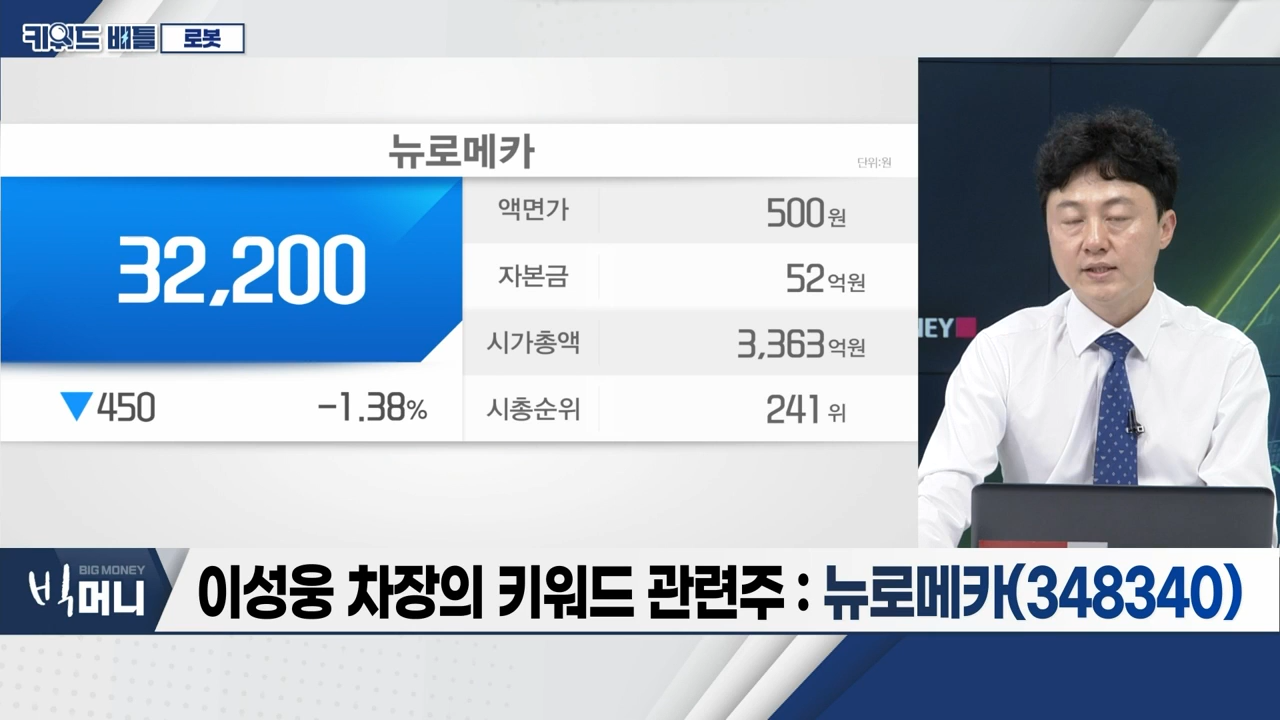 키워드 배틀 로봇
뉴로메카
단위:원
32,200
▼450 -1.38%
액면가 500원
자본금 52억원
시가총액 3,363억원
시총순위 241위
NEY
BIG MONEY
빅머니
이성웅 차장의 키워드 관련주 : 뉴로메카(348340)